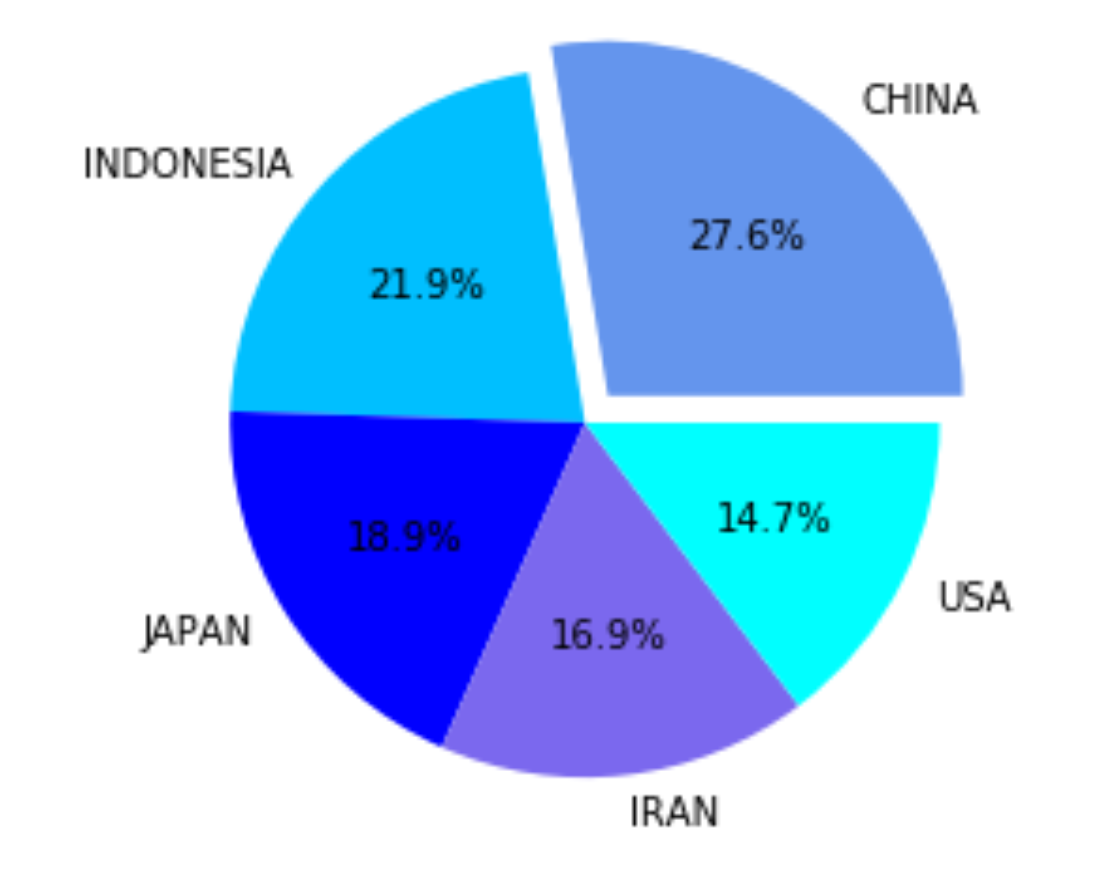 CHINA
INDONESIA
27.6%
21.9%
14.7%
18.9%
USA
JAPAN
16.9%
IRAN